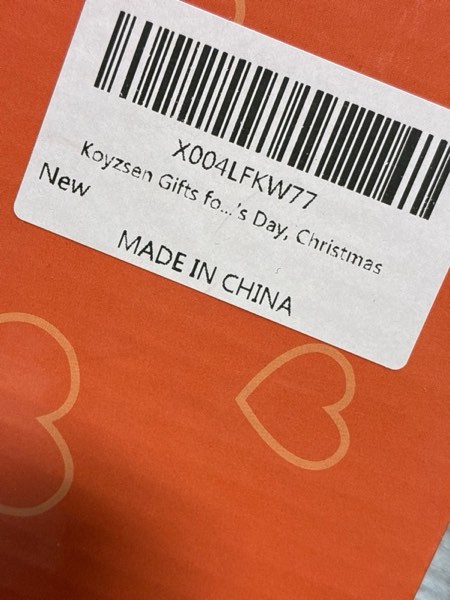 X004LFKW77
Koyzsen Gifts fo...'s Day, Christmas
New
MADE IN CHINA